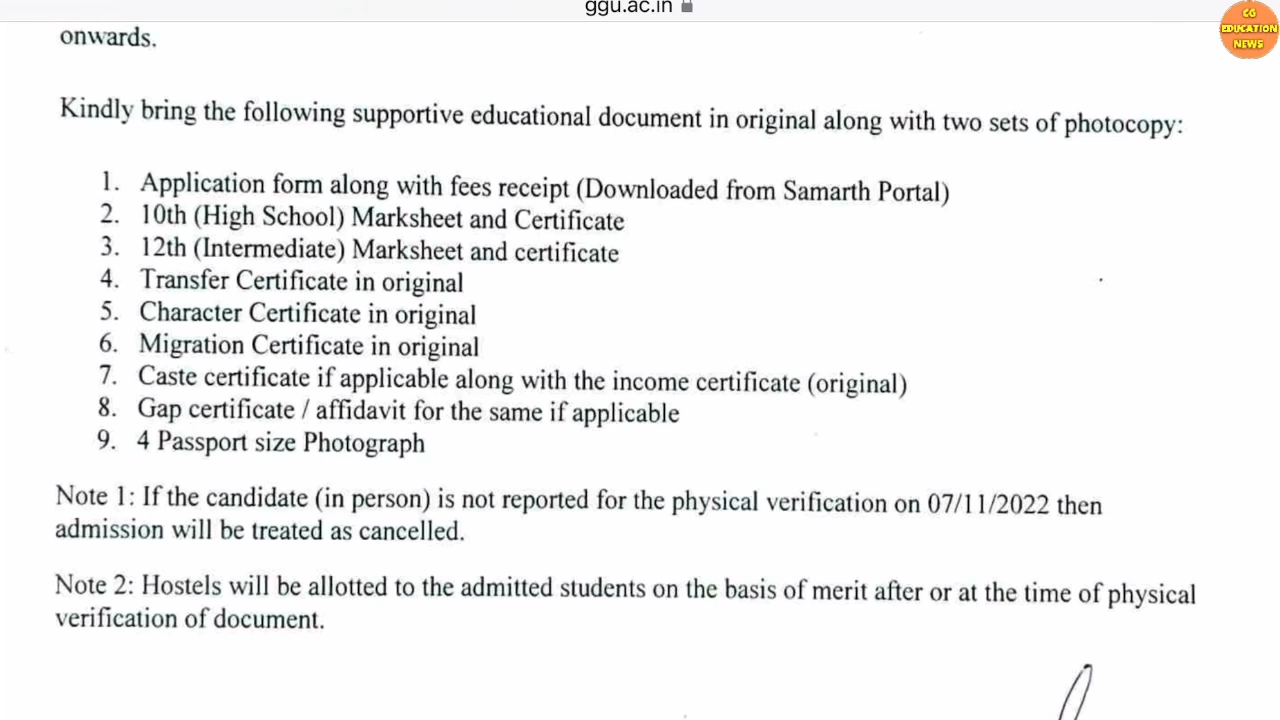 ggu.ac.in
CG
EDUCATION
NEWS
onwards.
Kindly bring the following supportive educational document in original along with two sets of photocopy:
1. Application form along with fees receipt (Downloaded from Samarth Portal)
2. 10th (High School) Marksheet and Certificate
3. 12th (Intermediate) Marksheet and certificate
4. Transfer Certificate in original
5. Character Certificate in original
6. Migration Certificate in original
7. Caste certificate if applicable along with the income certificate (original)
8. Gap certificate / affidavit for the same if applicable
9. 4 Passport size Photograph
Note 1: If the candidate (in person) is not reported for the physical verification on 07/11/2022 then
admission will be treated as cancelled.
Note 2: Hostels will be allotted to the admitted students on the basis of merit after or at the time of physical
verification of document.